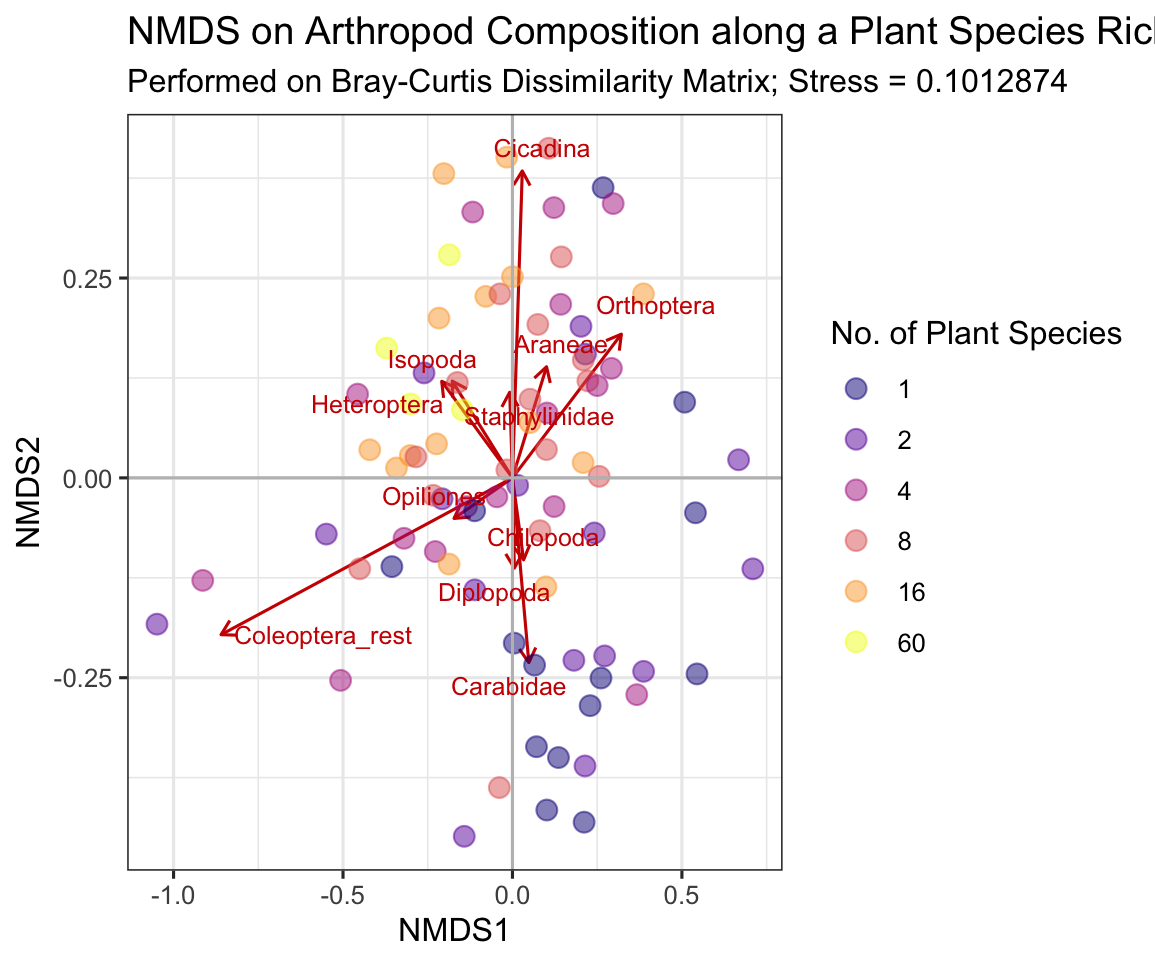 NMDS on Arthropod Composition along a Plant Species Ric
Performed on Bray-Curtis Dissimilarity Matrix; Stress = 0.1012874
Cicadina
Orthoptera
Araneae
Isopoda
Heteroptera
Staphylinidae
Opiliones
Chilopoda
Diplopoda
Coleoptera_rest
Carabidae
0.25
0.00
-0.25
NMDS2
-1.0
-0.5
0.0
0.5
NMDS1
No. of Plant Species
1
2
4
8
16
60